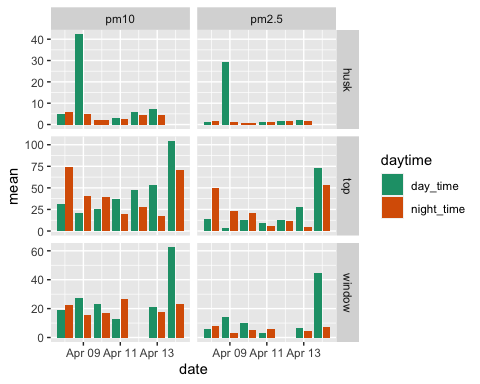 pm10 pm2.5
40
30
20
10
0
husk
100
75
50
25
0
top
60
40
20
0
window
Apr 09 Apr 11 Apr 13 Apr 09 Apr 11 Apr 13
date
mean
daytime
day_time
night_time